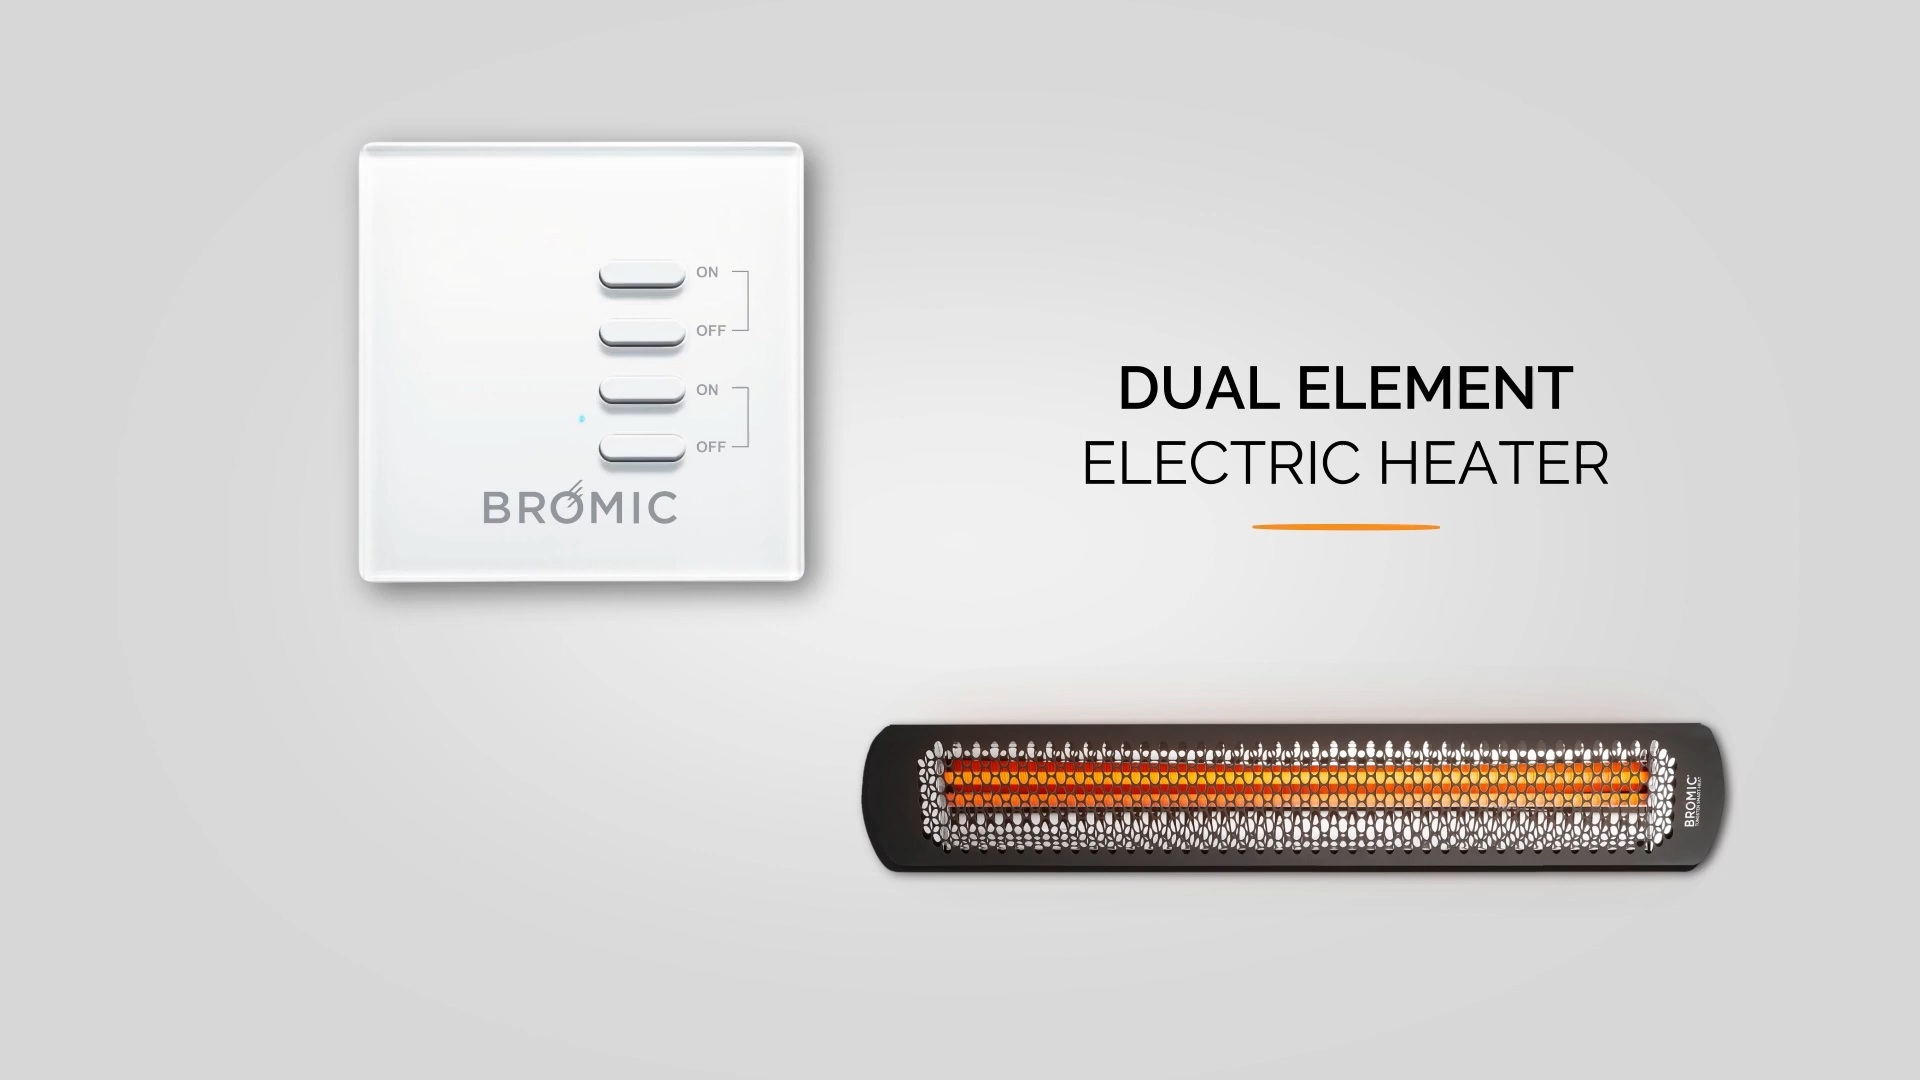 ON
OFF
ON
OFF
BROMIC
DUAL ELEMENT
ELECTRIC HEATER
BROMIC